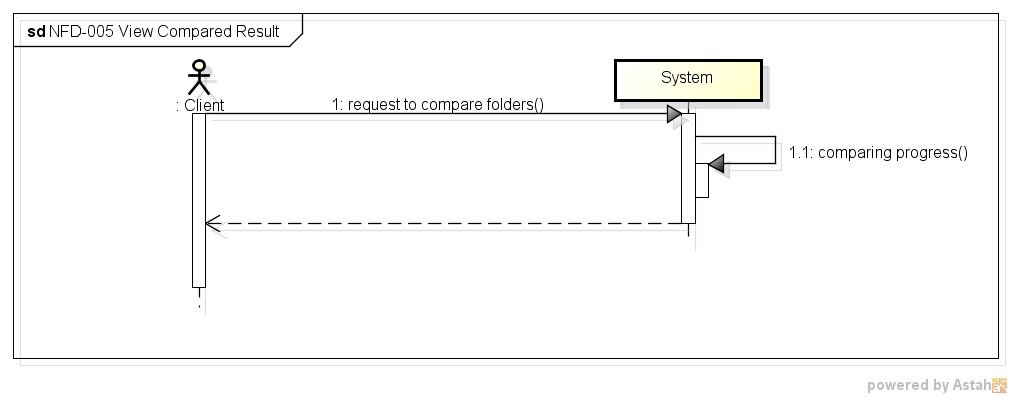 sd NFD-005 View Compared Result
: Client
System
1: request to compare folders()
1.1: comparing progress()
powered by Astah